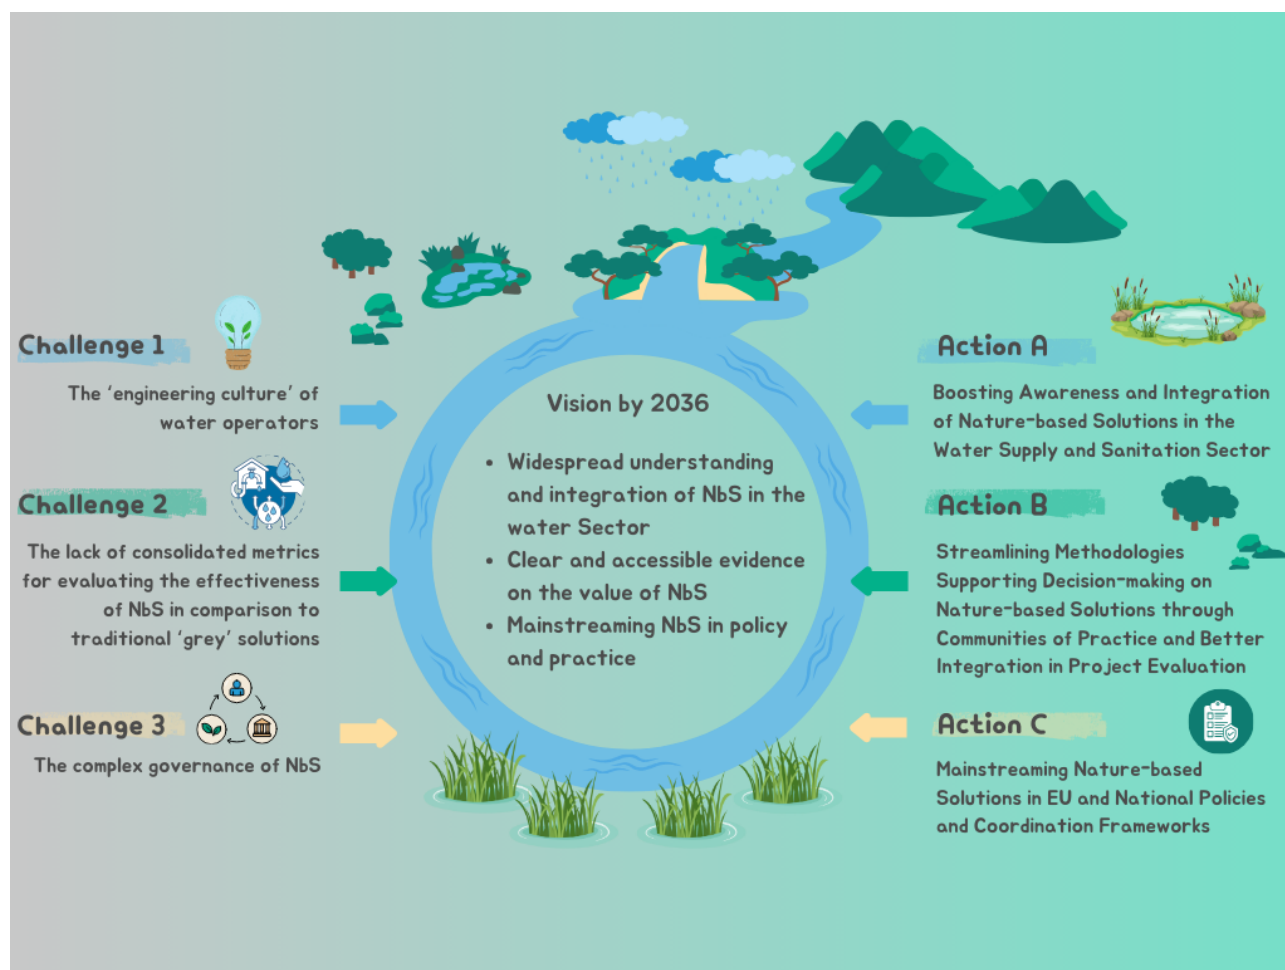 Challenge 1
The ‘engineering culture’ of
water operators
Challenge 2
The lack of consolidated metrics
for evaluating the effectiveness
of NbS in comparison to
traditional ‘grey’ solutions
Challenge 3
The complex governance of NbS
Vision by 2036
• Widespread understanding
and integration of NbS in the
water Sector
• Clear and accessible evidence
on the value of NbS
• Mainstreaming NbS in policy
and practice
Action A
Boosting Awareness and Integration
of Nature-based Solutions in the
Water Supply and Sanitation Sector
Action B
Streamlining Methodologies
Supporting Decision-making on
Nature-based Solutions through
Communities of Practice and Better
Integration in Project Evaluation
Action C
Mainstreaming Nature-based
Solutions in EU and National Policies
and Coordination Frameworks